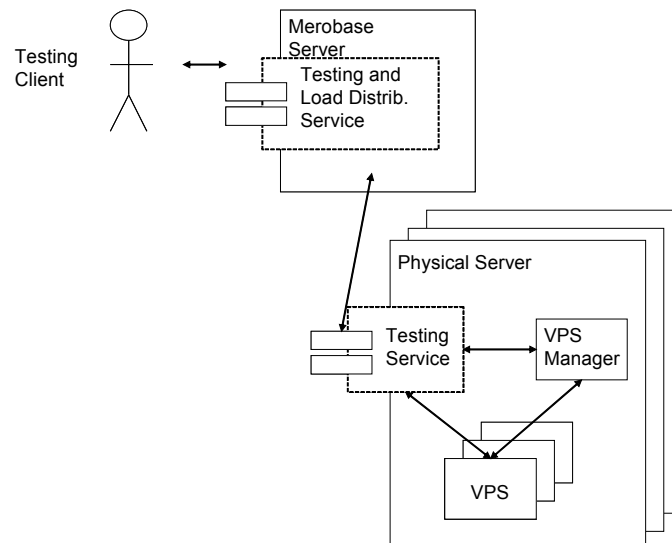 Testing
Client
Merobase
Server
Testing and
Load Distrib.
Service
Physical Server
Testing
Service
VPS
Manager
VPS